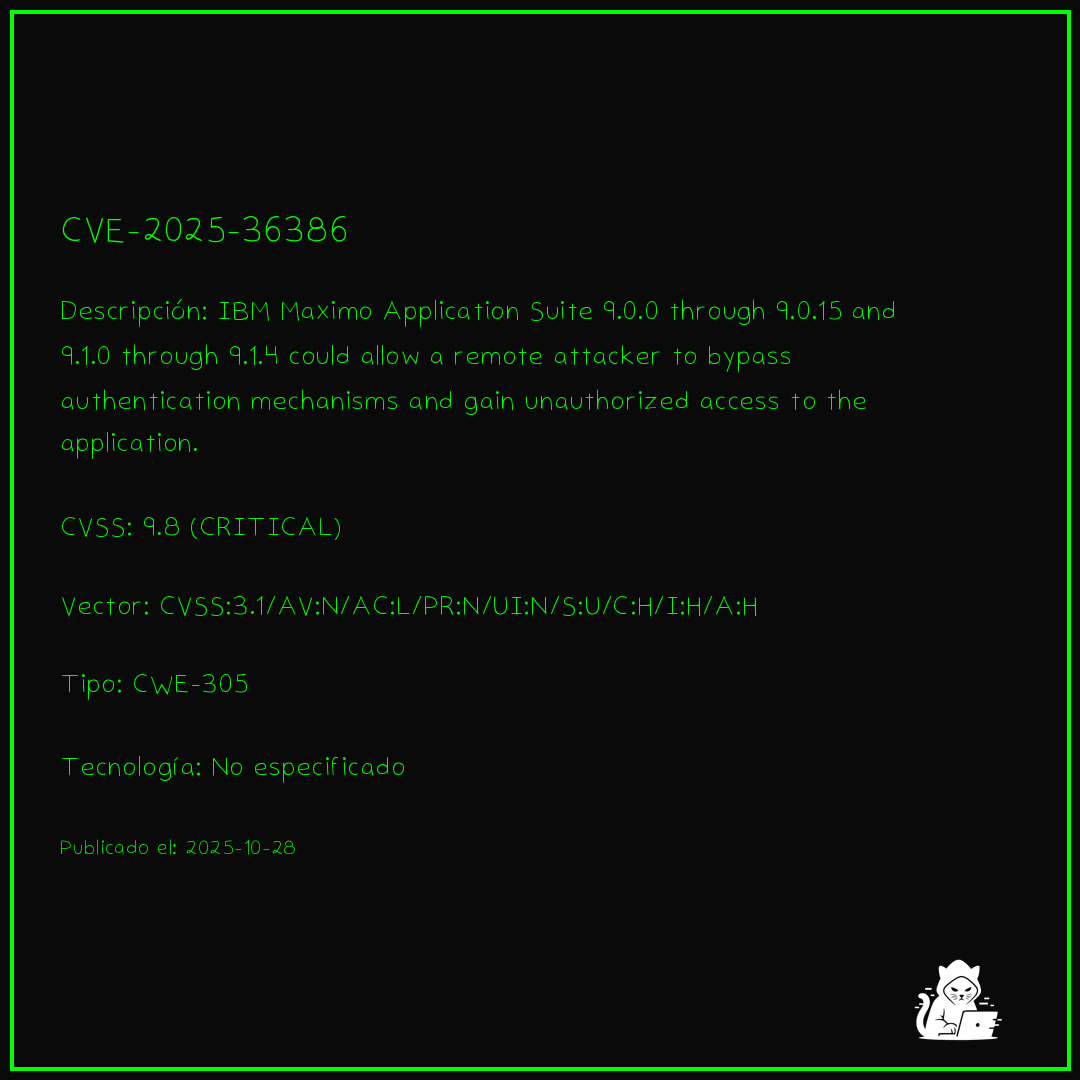 CVE-2025-36386
Descripción: IBM Maximo Application Suite 9.0.0 through 9.0.15 and
9.1.0 through 9.1.4 could allow a remote attacker to bypass
authentication mechanisms and gain unauthorized access to the
application.
CVSS: 9.8 (CRITICAL)
Vector: CVSS:3.1/AV:N/AC:L/PR:N/UI:N/S:U/C:H/I:H/A:H
Tipo: CWE-305
Tecnología: No especificado
Publicado el: 2025-10-28